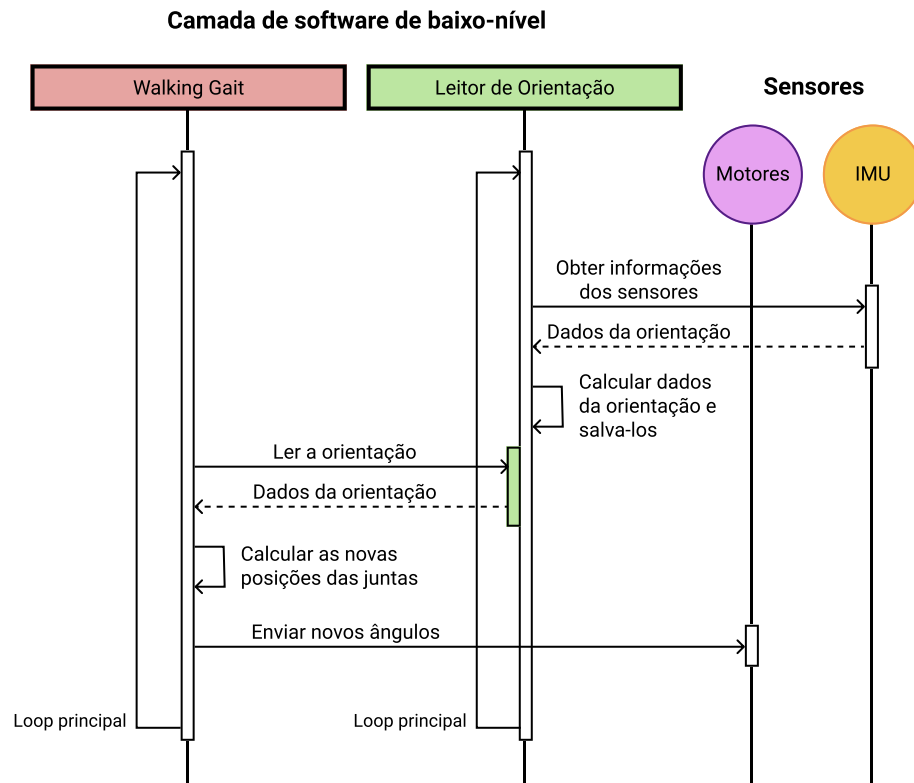 Camada de software de baixo-nível
Walking Gait
Leitor de Orientação
Sensores
Motores
IMU
Obter informações
dos sensores
Dados da orientação
Calcular dados
da orientação e
salva-los
Ler a orientação
Dados da orientação
Calcular as novas
posições das juntas
Enviar novos ângulos
Loop principal
Loop principal